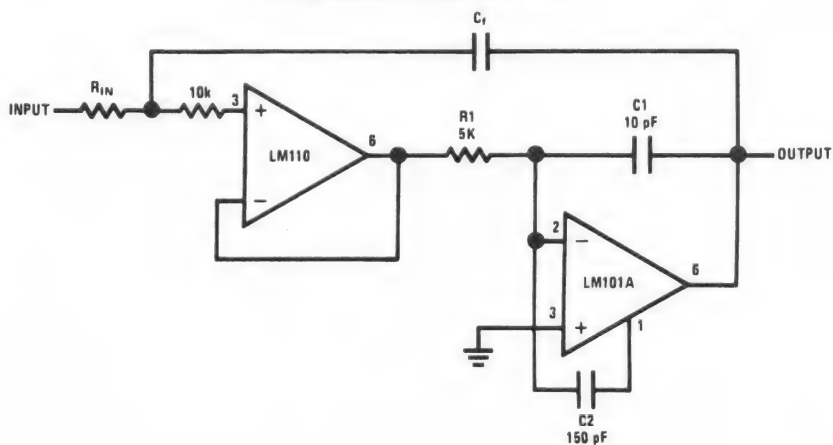 Cf
RIN
10k
INPUT
3
+
−
LM110
6
R1
5K
C1
10 pF
OUTPUT
2
−
LM101A
6
3
+
1
C2
150 pF